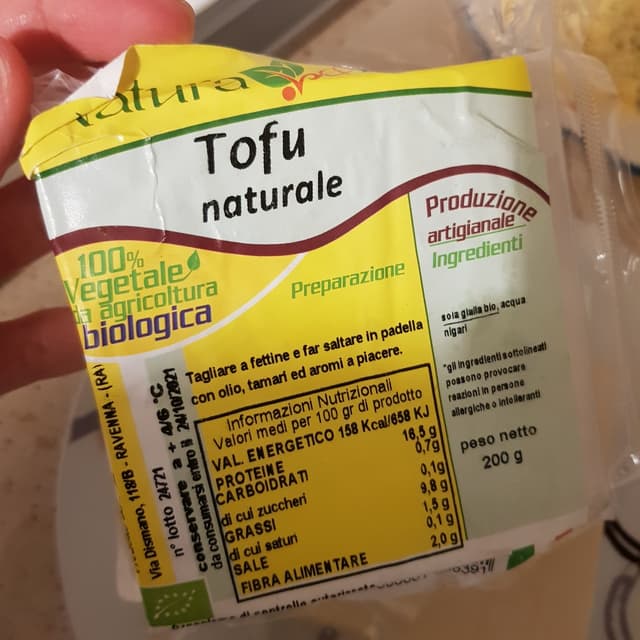 Natura
Tofu
naturale
100%
Vegetale
da agricoltura
biologica
Preparazione
Tagliare a fettine e far saltare in padella
con olio, tamari ed aromi a piacere.
Produzione
artigianale
Ingredienti
soia gialla bio, acqua
nigari
*gli ingredienti sottolineati
possono provocare
reazioni in persone
allergiche o intolleranti
peso netto
200 g
Informazioni Nutrizionali
Valori medi per 100 gr di prodotto
VAL. ENERGETICO 158 Kcal/658 KJ
PROTEINE 16,5 g
CARBOIDRATI 0,7g
di cui zuccheri 0,1g
GRASSI 9,8 g
di cui saturi 1,5 g
SALE 0,1 g
FIBRA ALIMENTARE 2,0 g
Via Dismano, 118/B - RAVENNA - (RA)
n° lotto 24721
conservare a + 4/6 °C
da consumarsi entro il 24/10/2021